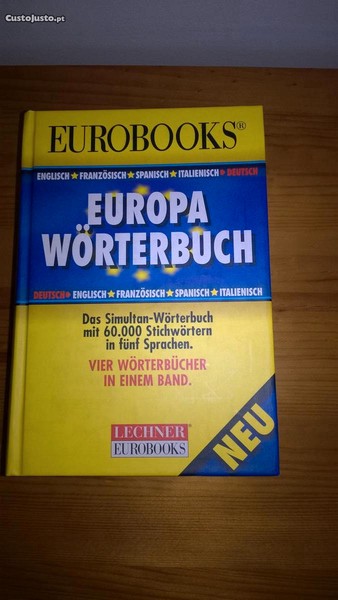 CustoJusto.pt
EUROBOOKS®
ENGLISCH★FRANZÖSISCH★SPANISCH★ITALIENISCH▸DEUTSCH
EUROPA
WÖRTERBUCH
DEUTSCH▸ENGLISCH★FRANZÖSISCH★SPANISCH★ITALIENISCH
Das Simultan-Wörterbuch
mit 60.000 Stichwörtern
in fünf Sprachen.
VIER WÖRTERBÜCHER
IN EINEM BAND.
NEU
LECHNER®
EUROBOOKS